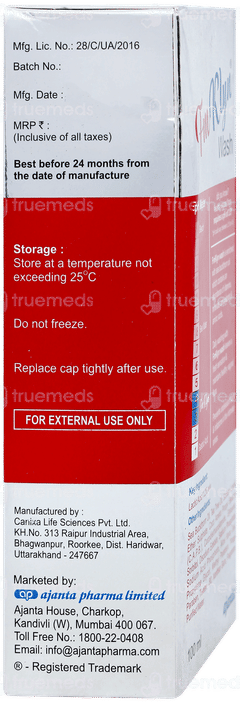 Mfg. Lic. No.: 28/C/UA/2016
Batch No.:
Mfg. Date :
MRP ₹ :
(Inclusive of all taxes)
Best before 24 months from
the date of manufacture
truemeds
Storage :
Store at a temperature not
exceeding 25°C
Do not freeze.
Replace cap tightly after use.
FOR EXTERNAL USE ONLY
Manufactured by :
Canixa Life Sciences Pvt. Ltd.
KH.No. 313 Raipur Industrial Area,
Bhagwanpur, Roorkee, Dist. Haridwar,
Uttarakhand - 247667
Marketed by:
ap ajanta pharma limited
Ajanta House, Charkop,
Kandivli (W), Mumbai 400 067.
Toll Free No.: 1800-22-0408
Email: info@ajantapharma.com
® - Registered Trademark
Wash
Key Ingredients
100 ml